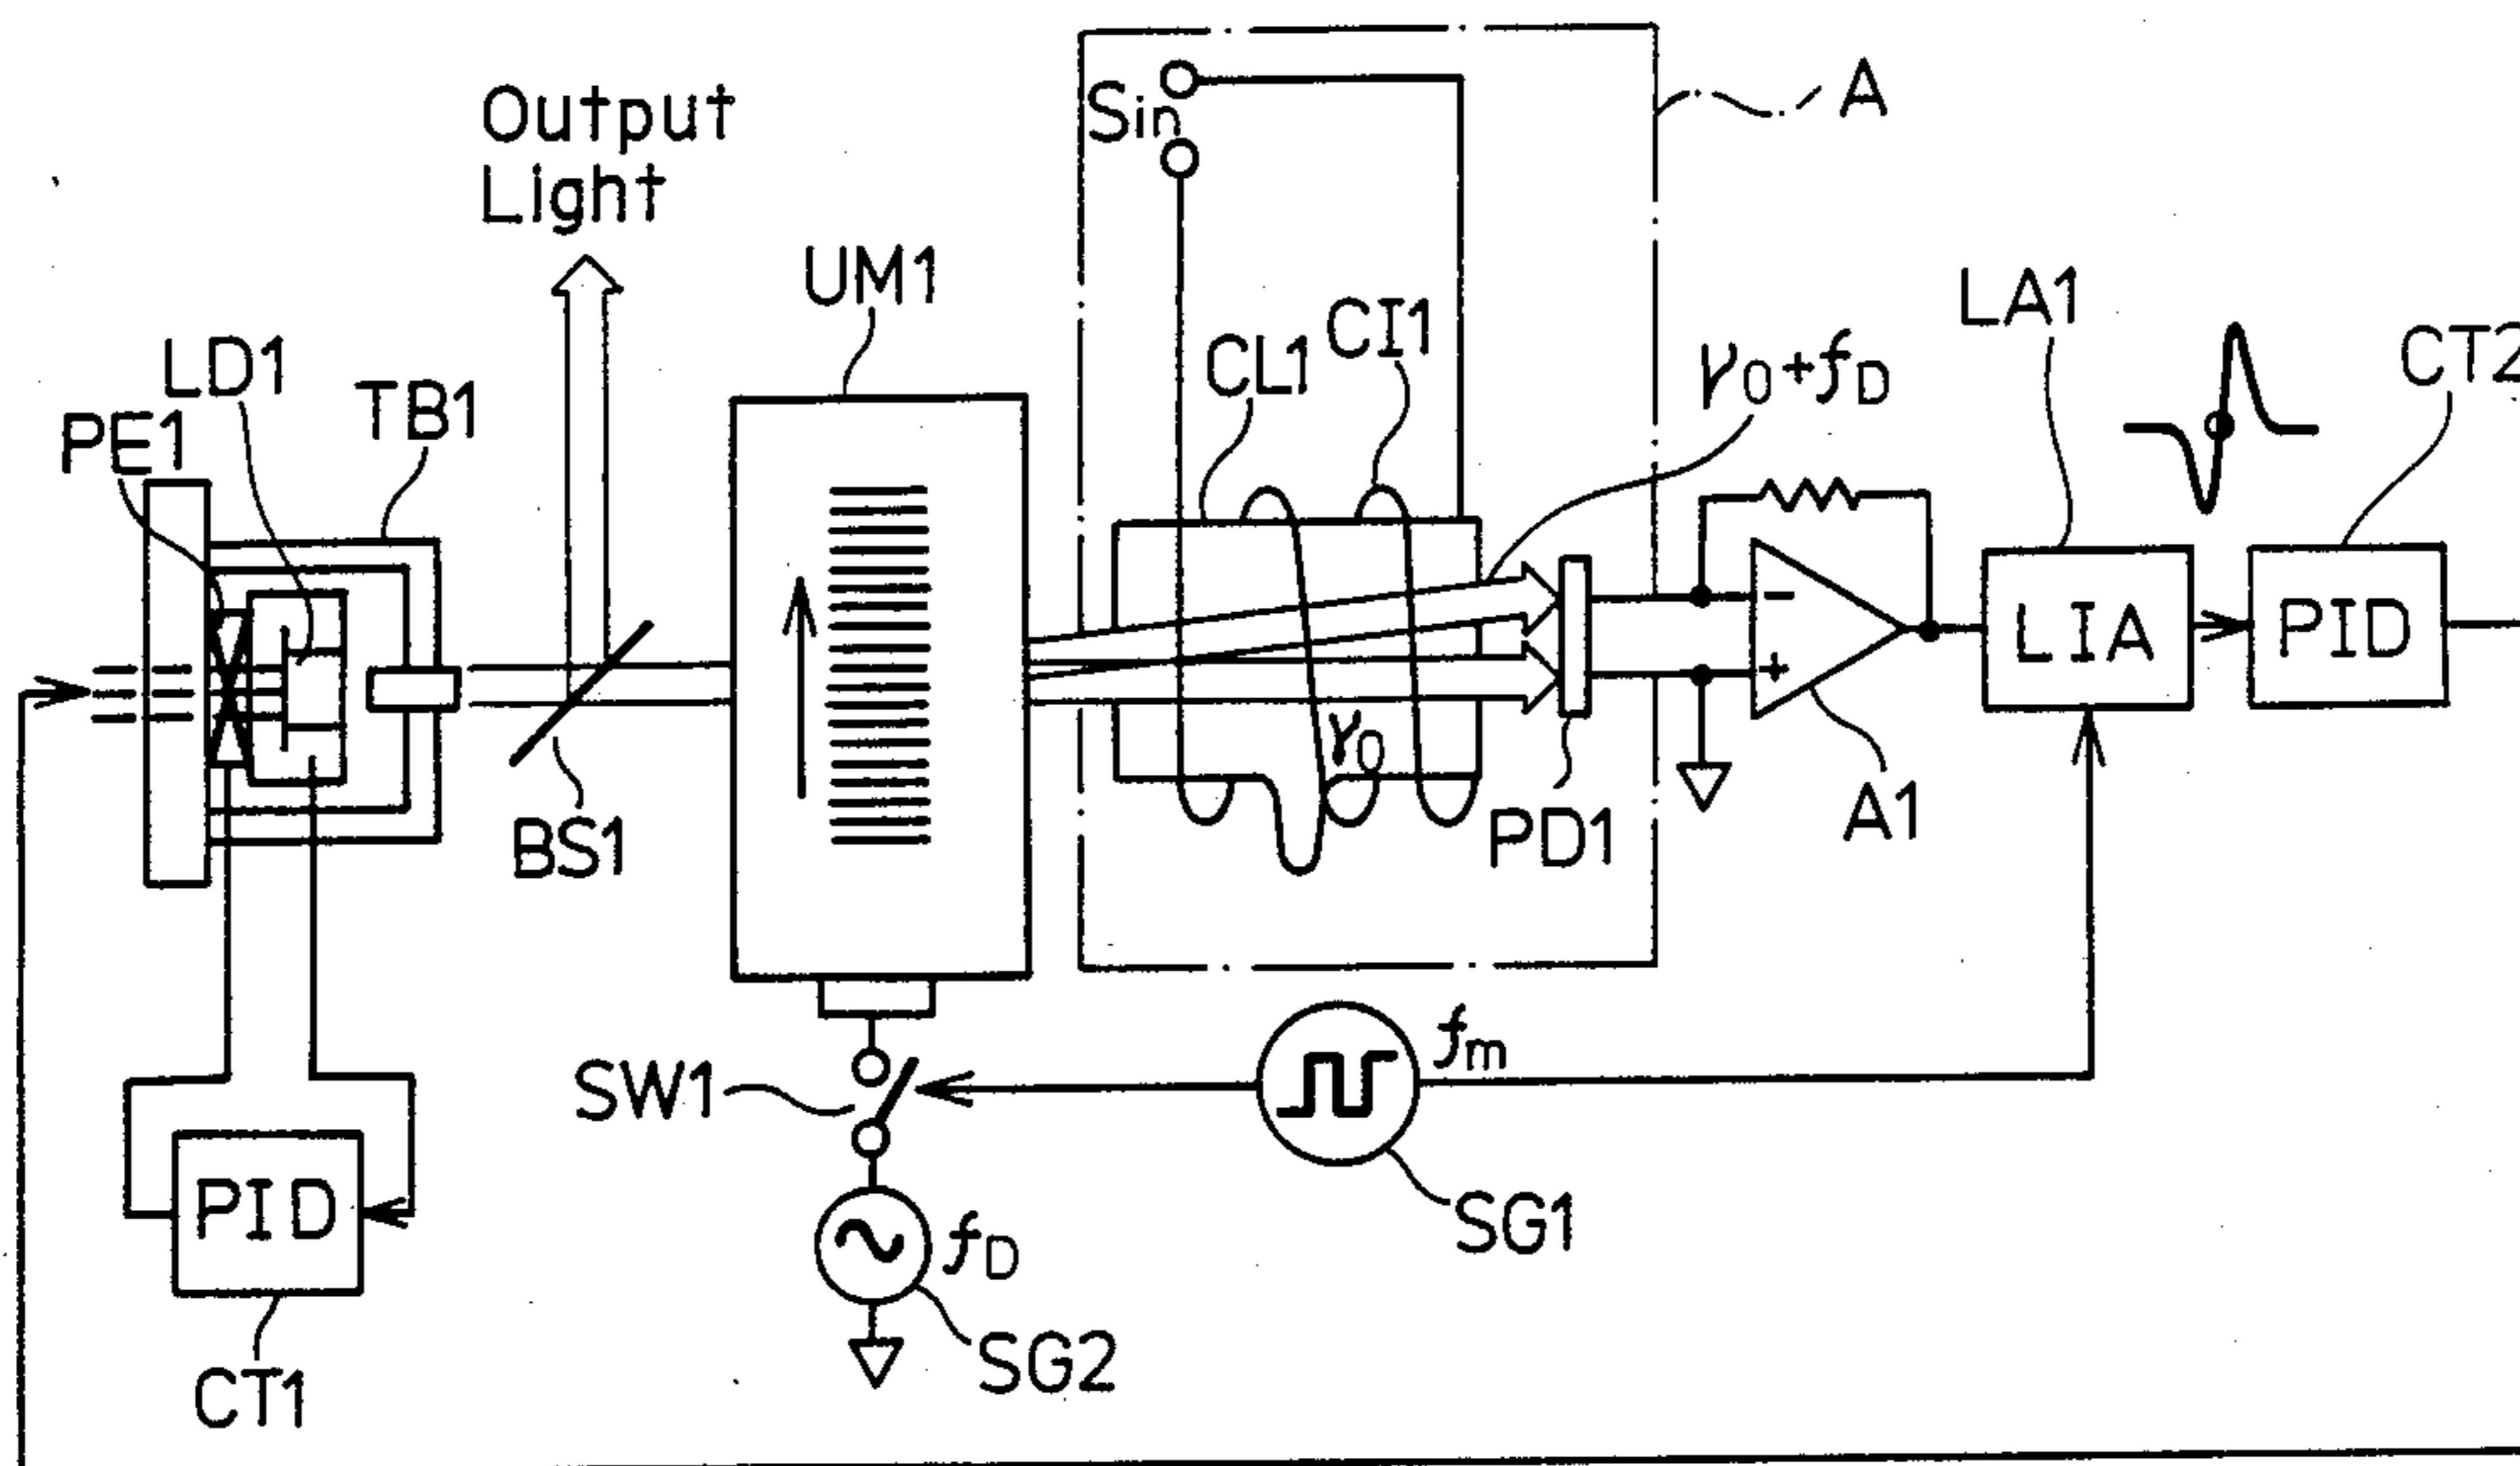 A
Sin
Output
Light
UM1
LA1
CI1
CT2
LD1
CL1
γ0+fD
TB1
PE1
-
LIA
PID
+
γ0
A1
PD1
BS1
fm
SW1
PID
SG1
fD
SG2
CT1